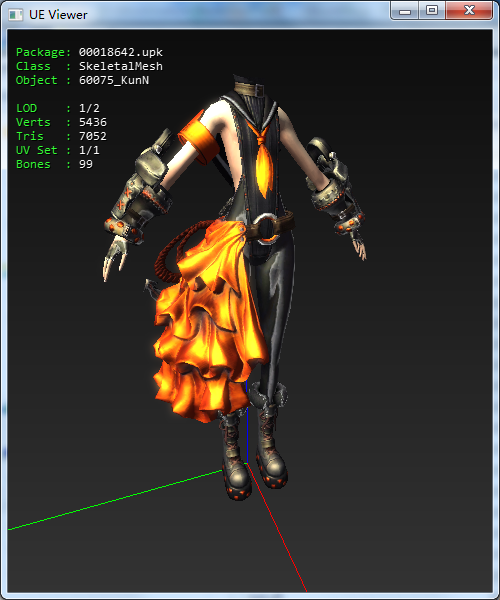 UE Viewer
Package: 00018642.upk
Class : SkeletalMesh
Object : 60075_KunN
LOD : 1/2
Verts : 5436
Tris : 7052
UV Set : 1/1
Bones : 99